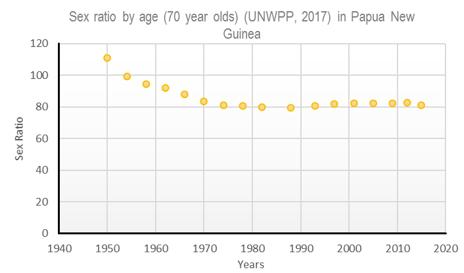 Sex ratio by age (70 year olds) (UNWPP, 2017) in Papua New
Guinea
120
100
80
60
40
20
0
Sex Ratio
1940 1950 1960 1970 1980 1990 2000 2010 2020
Years